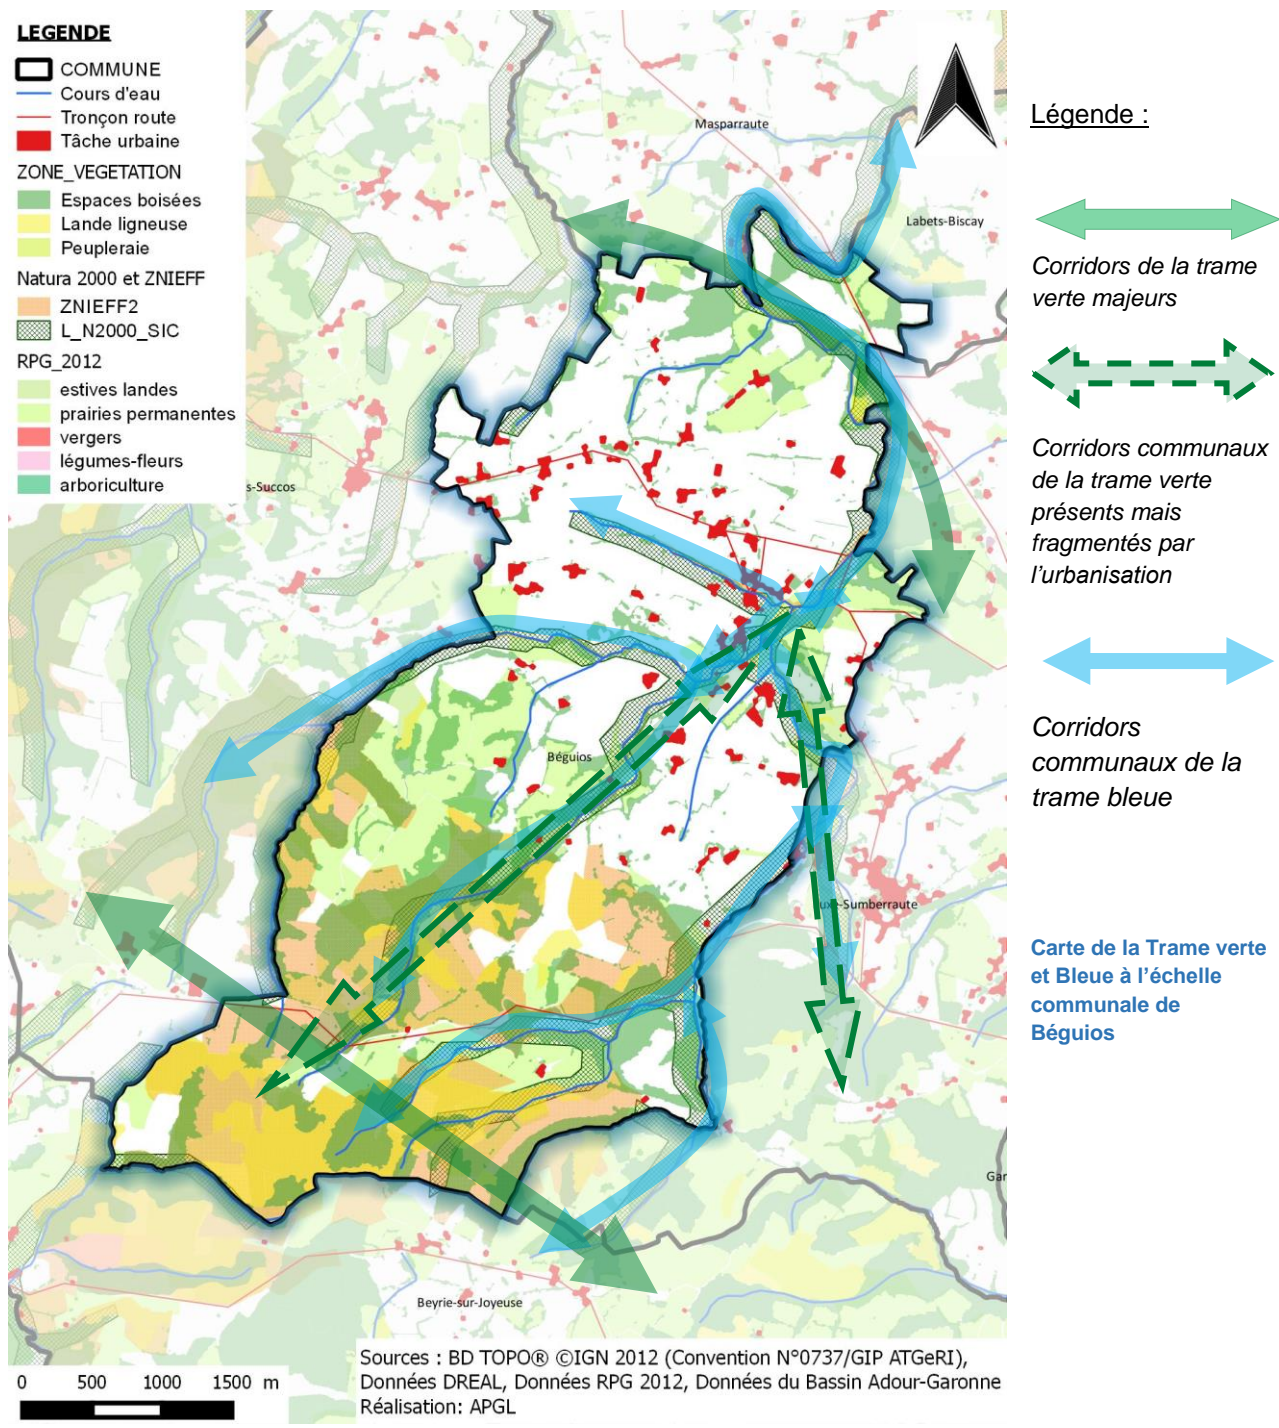 LEGENDE
COMMUNE
Cours d'eau
Tronçon route
Tâche urbaine
ZONE_VEGETATION
Espaces boisées
Lande ligneuse
Peupleraie
Natura 2000 et ZNIEFF
ZNIEFF2
L_N2000_SIC
RPG_2012
estives landes
prairies permanentes
vergers
légumes-fleurs
arboriculture
Masparraute
Labets-Biscay
s-Succos
Béguios
uxe-Sumberraute
Gar
Beyrie-sur-Joyeuse
0 500 1000 1500 m
Sources : BD TOPO® ©IGN 2012 (Convention N°0737/GIP ATGeRI),
Données DREAL, Données RPG 2012, Données du Bassin Adour-Garonne
Réalisation: APGL
Légende :
Corridors de la trame
verte majeurs
Corridors communaux
de la trame verte
présents mais
fragmentés par
l'urbanisation
Corridors
communaux de la
trame bleue
Carte de la Trame verte
et Bleue à l'échelle
communale de
Béguios